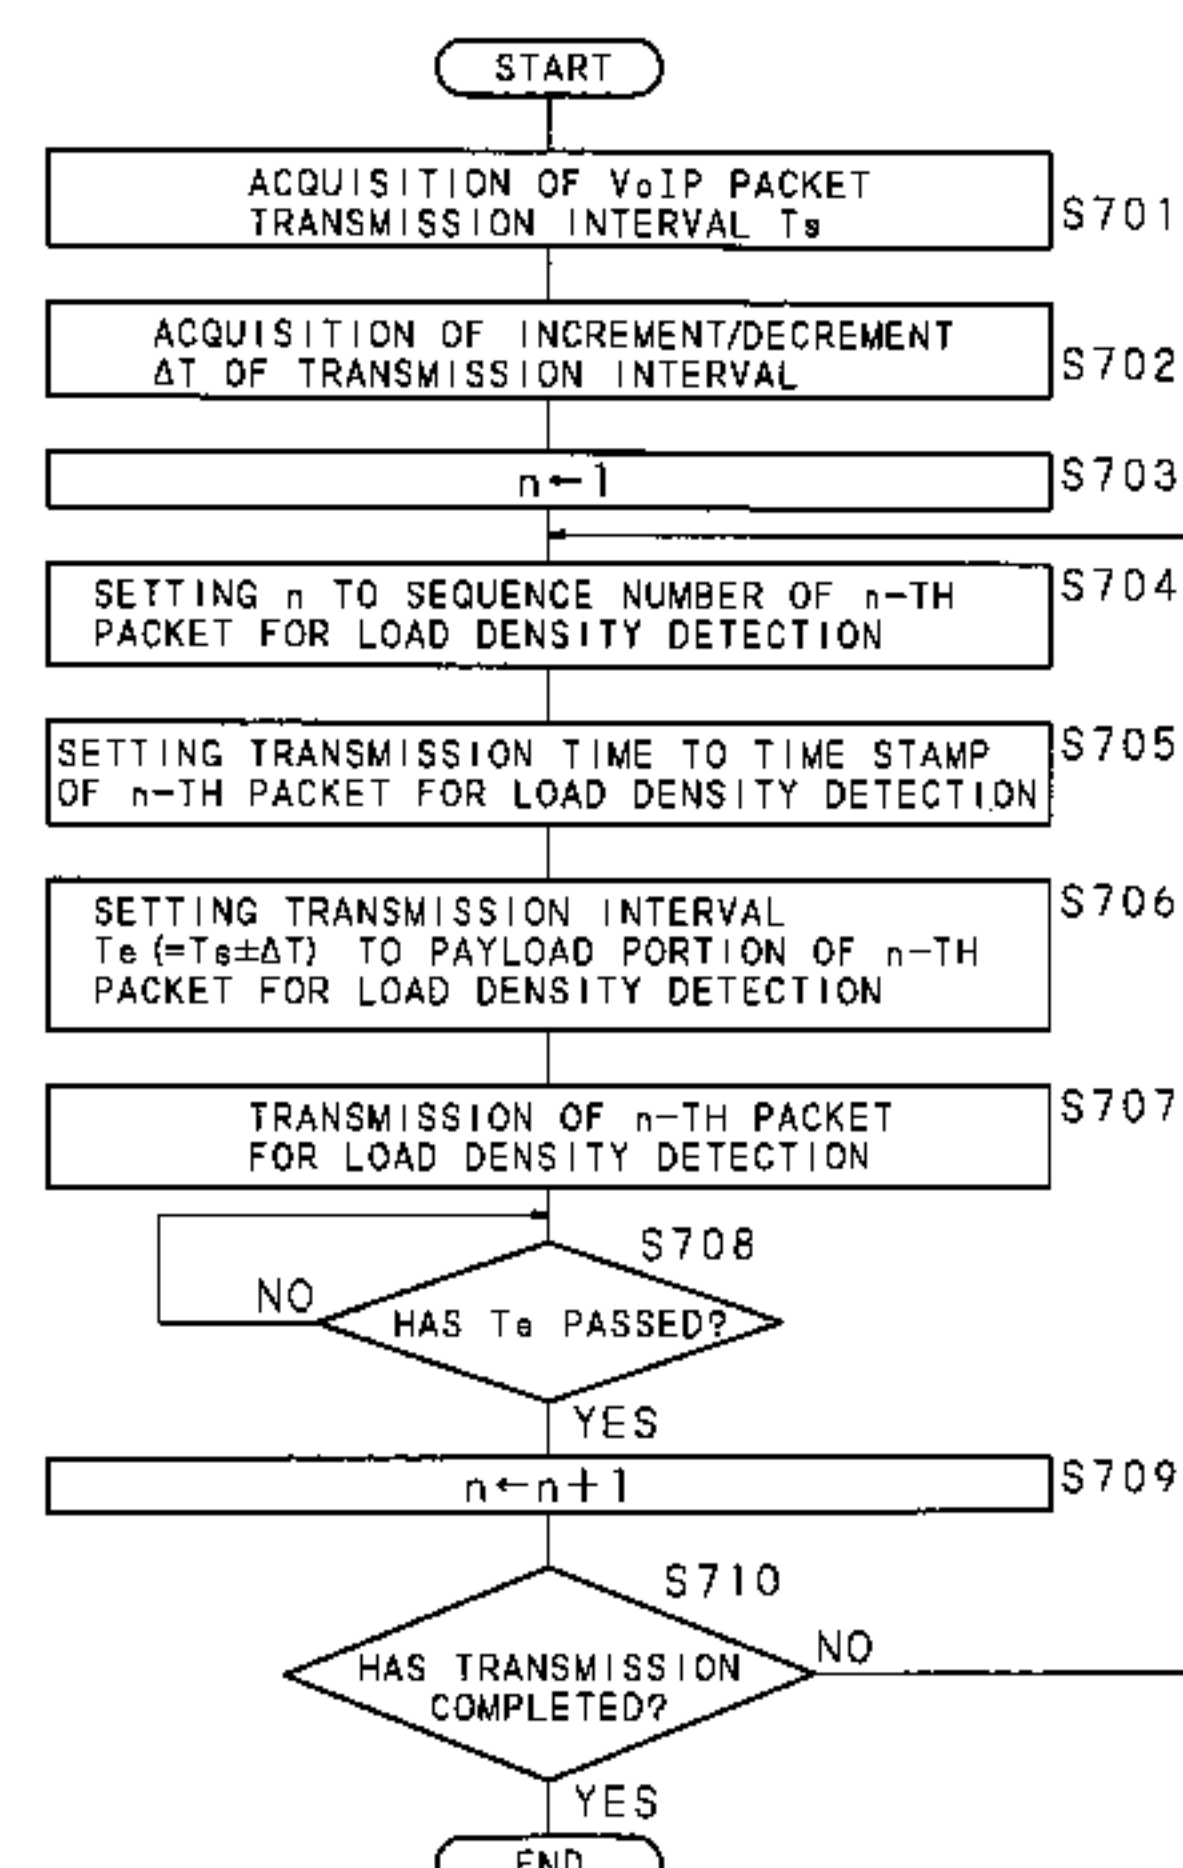 START
ACQUISITION OF VoIP PACKET
TRANSMISSION INTERVAL Ts
S701
ACQUISITION OF INCREMENT/DECREMENT
ΔT OF TRANSMISSION INTERVAL
S702
n←1
S703
SETTING n TO SEQUENCE NUMBER OF n-TH
PACKET FOR LOAD DENSITY DETECTION
S704
SETTING TRANSMISSION TIME TO TIME STAMP
OF n-TH PACKET FOR LOAD DENSITY DETECTION
S705
SETTING TRANSMISSION INTERVAL
Te (=Ts±ΔT) TO PAYLOAD PORTION OF n-TH
PACKET FOR LOAD DENSITY DETECTION
S706
TRANSMISSION OF n-TH PACKET
FOR LOAD DENSITY DETECTION
S707
S708
NO
HAS Te PASSED?
YES
n←n+1
S709
S710
HAS TRANSMISSION
COMPLETED?
NO
YES
END